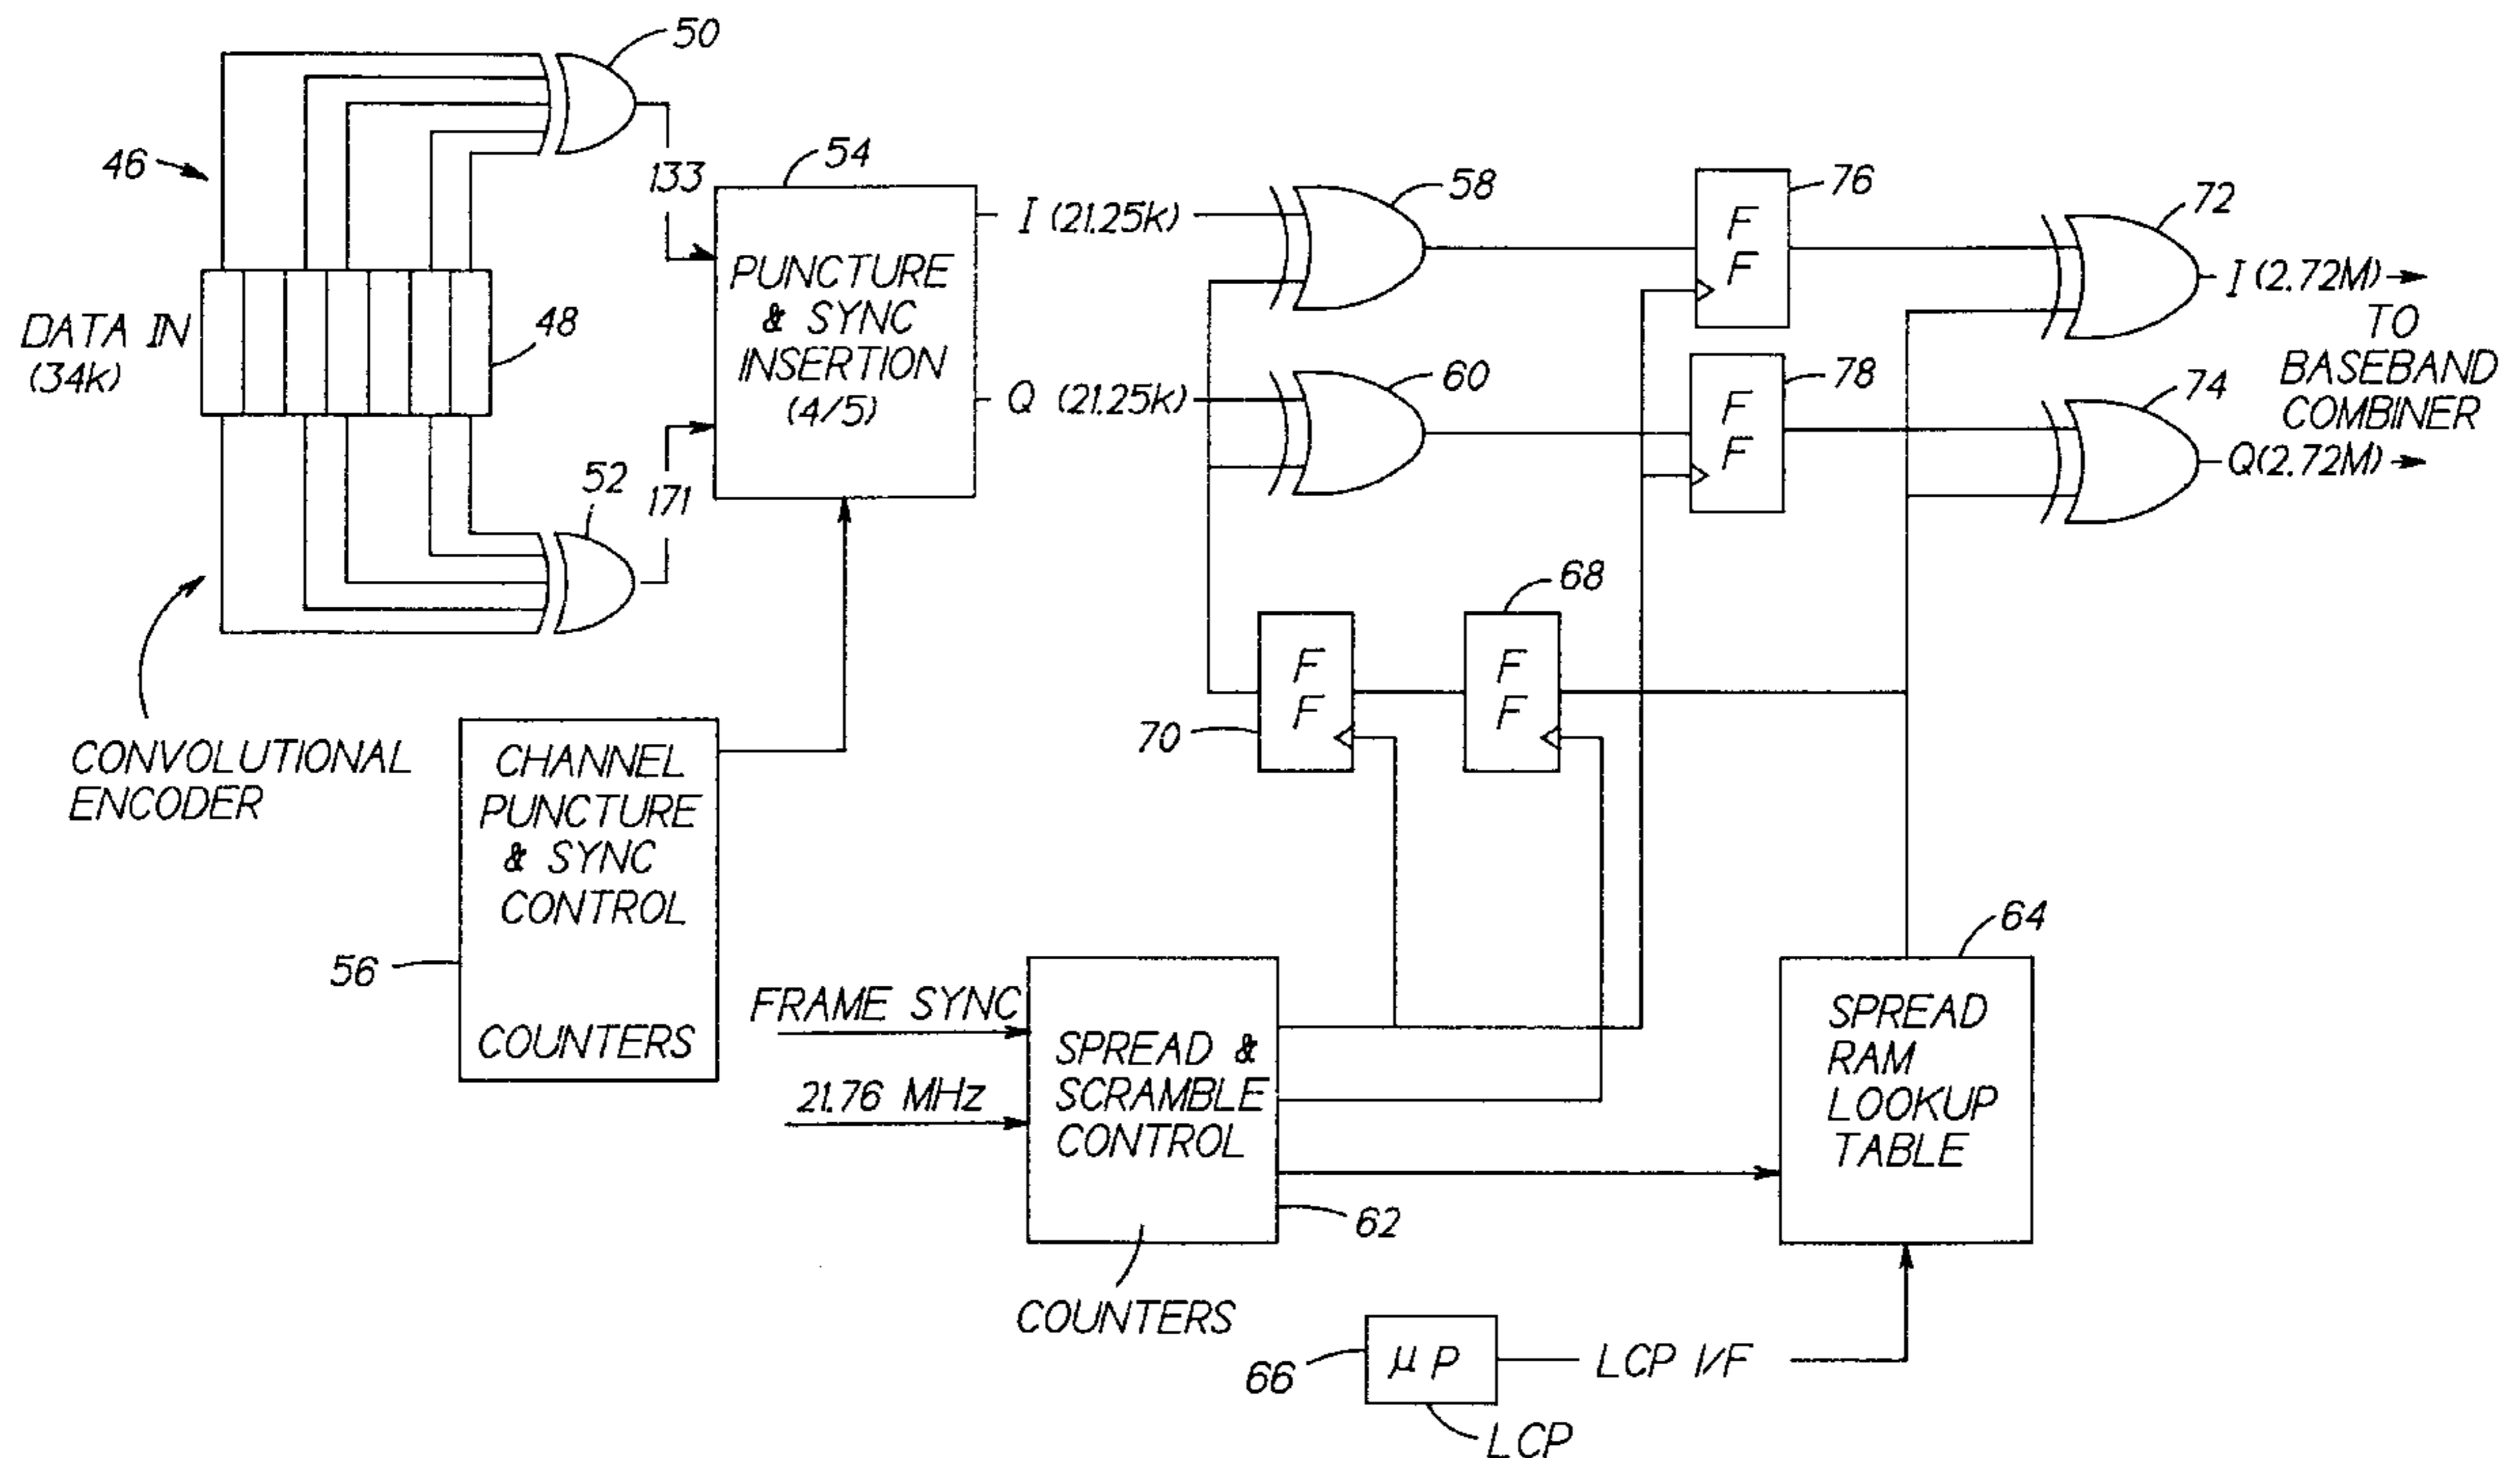 50
46
133
54
58
76
72
I (21.25K)
PUNCTURE
& SYNC
INSERTION
(4/5)
F
F
I (2.72M)
TO
BASEBAND
COMBINER
DATA IN
(34K)
48
Q (21.25K)
60
F
F
78
74
Q(2.72M)
52
171
68
F
F
F
F
70
CONVOLUTIONAL
ENCODER
CHANNEL
PUNCTURE
& SYNC
CONTROL
COUNTERS
56
FRAME SYNC
21.76 MHz
SPREAD &
SCRAMBLE
CONTROL
62
COUNTERS
64
SPREAD
RAM
LOOKUP
TABLE
66
μP
LCP I/F
LCP